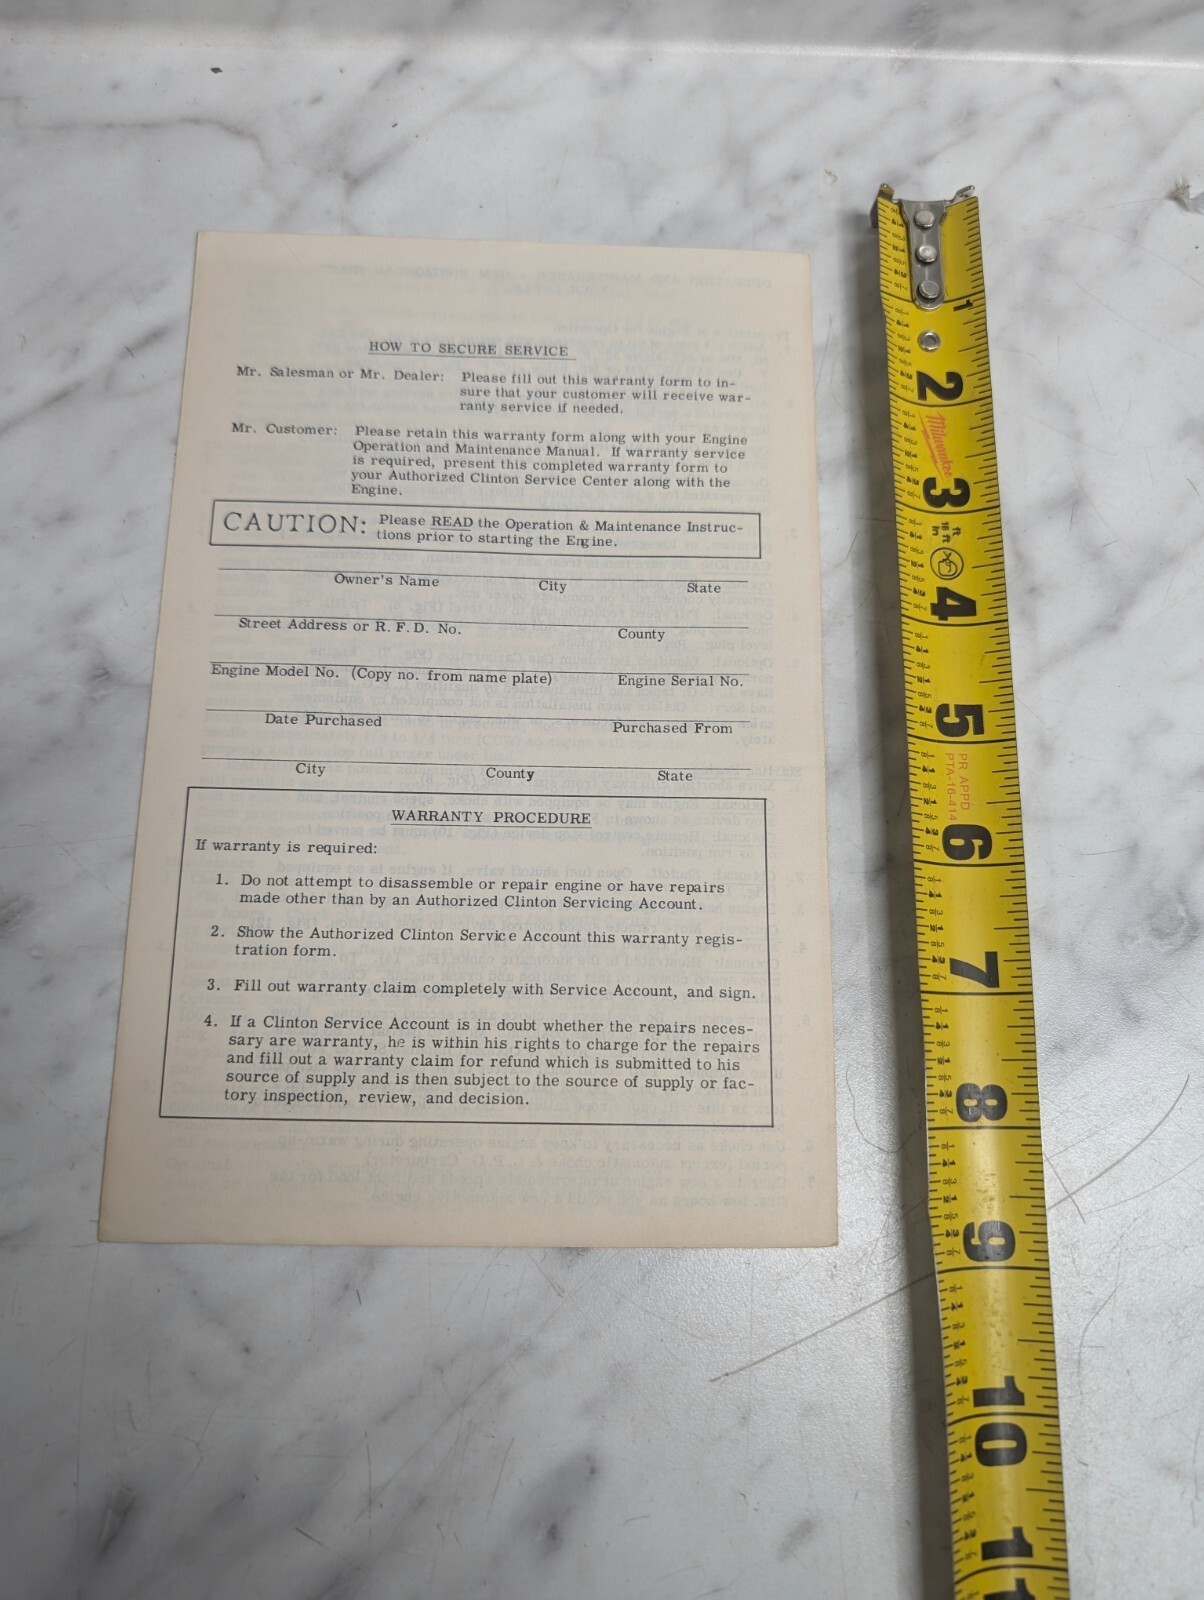 HOW TO SECURE SERVICE
Mr. Salesman or Mr. Dealer: Please fill out this warranty form to in-
sure that your customer will receive war-
ranty service if needed.
Mr. Customer: Please retain this warranty form along with your Engine
Operation and Maintenance Manual. If warranty service
is required, present this completed warranty form to
your Authorized Clinton Service Center along with the
Engine.
CAUTION: Please READ the Operation & Maintenance Instruc-
tions prior to starting the Engine.
Owner's Name City State
Street Address or R. F. D. No. County
Engine Model No. (Copy no. from name plate) Engine Serial No.
Date Purchased Purchased From
City County State
WARRANTY PROCEDURE
If warranty is required:
1. Do not attempt to disassemble or repair engine or have repairs
made other than by an Authorized Clinton Servicing Account.
2. Show the Authorized Clinton Service Account this warranty regis-
tration form.
3. Fill out warranty claim completely with Service Account, and sign.
4. If a Clinton Service Account is in doubt whether the repairs neces-
sary are warranty, he is within his rights to charge for the repairs
and fill out a warranty claim for refund which is submitted to his
source of supply and is then subject to the source of supply or fac-
tory inspection, review, and decision.
1
2
Milwaukee
3
ft
16 ft
in
4
5
PR APP'D
PTA-16-414
6
7
8
9
10
11